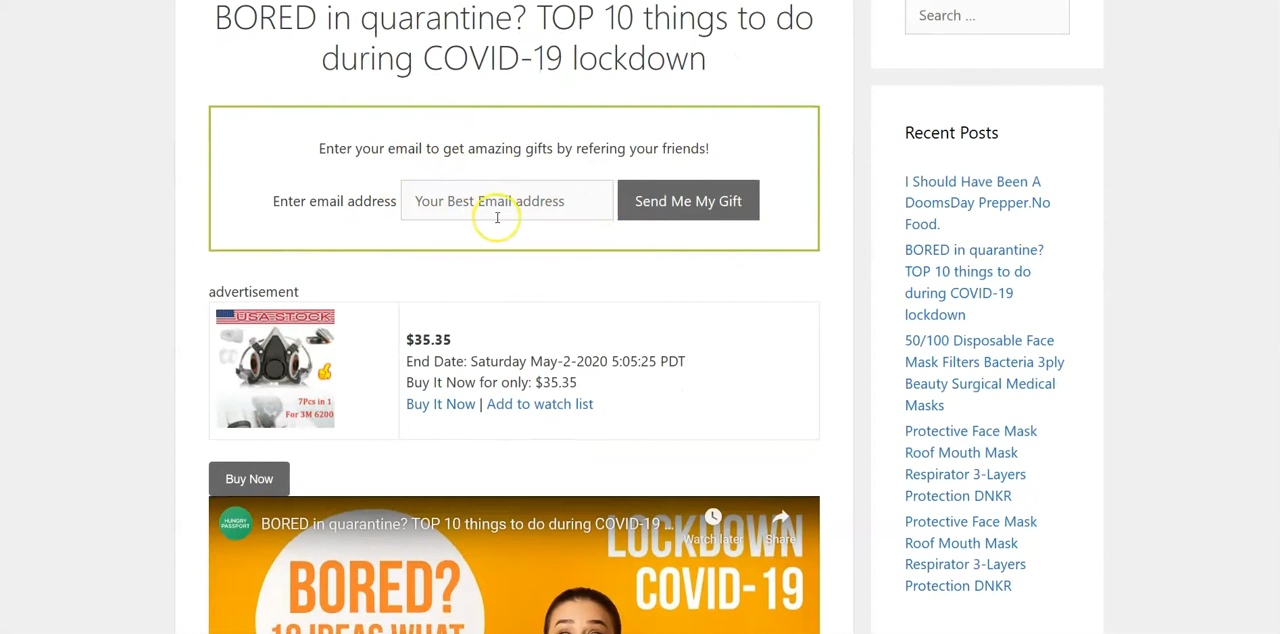 BORED in quarantine? TOP 10 things to do
during COVID-19 lockdown
Search ...
Enter your email to get amazing gifts by refering your friends!
Enter email address
Your Best Email address
Send Me My Gift
advertisement
USA STOCK
7Pcs in 1
For 3M 6200
$35.35
End Date: Saturday May-2-2020 5:05:25 PDT
Buy It Now for only: $35.35
Buy It Now | Add to watch list
Buy Now
HUNGRY
PASSPORT
BORED in quarantine? TOP 10 things to do during COVID-19 ...
Watch later
Share
LOCKDOWN
COVID-19
BORED?
10 IDEAS WHAT
Recent Posts
I Should Have Been A
DoomsDay Prepper.No
Food.
BORED in quarantine?
TOP 10 things to do
during COVID-19
lockdown
50/100 Disposable Face
Mask Filters Bacteria 3ply
Beauty Surgical Medical
Masks
Protective Face Mask
Roof Mouth Mask
Respirator 3-Layers
Protection DNKR
Protective Face Mask
Roof Mouth Mask
Respirator 3-Layers
Protection DNKR